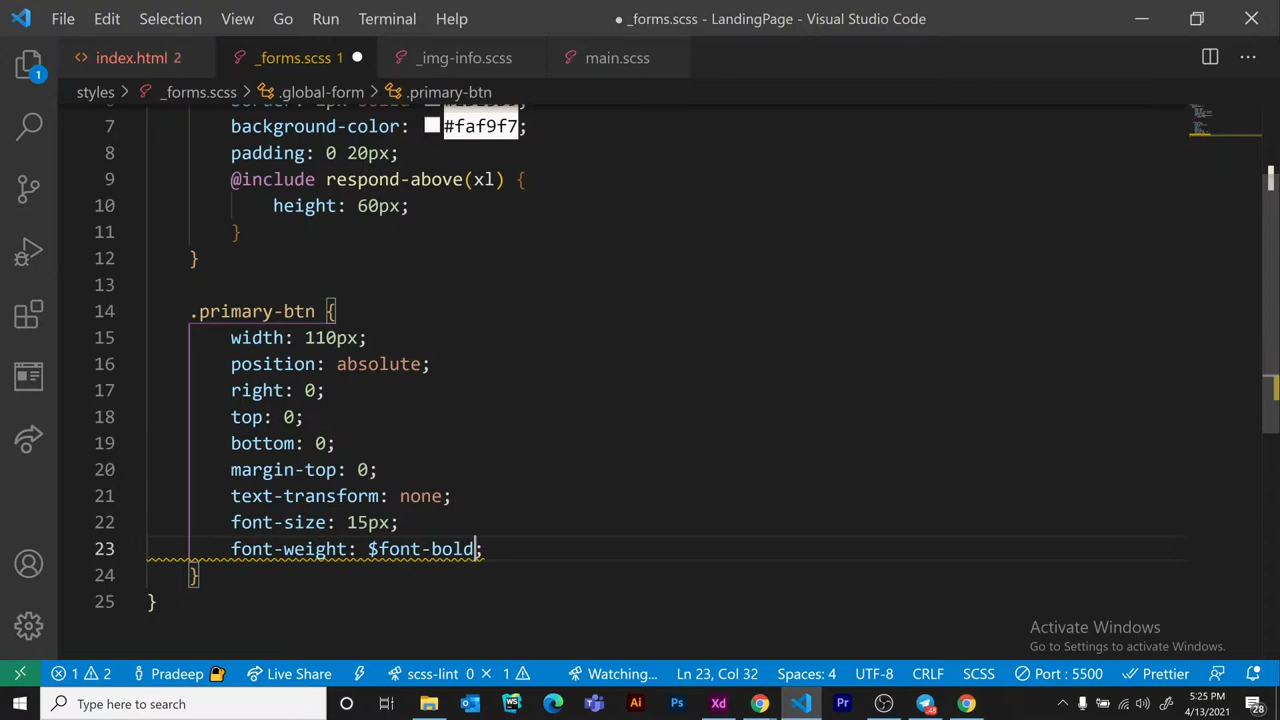 File Edit Selection View Go Run Terminal Help
● _forms.scss - LandingPage - Visual Studio Code
index.html 2 _forms.scss 1 _img-info.scss main.scss
1
styles > _forms.scss > .global-form > .primary-btn
7 background-color: #faf9f7;
8 padding: 0 20px;
9 @include respond-above(xl) {
10 height: 60px;
11 }
12 }
13
14 .primary-btn {
15 width: 110px;
16 position: absolute;
17 right: 0;
18 top: 0;
19 bottom: 0;
20 margin-top: 0;
21 text-transform: none;
22 font-size: 15px;
23 font-weight: $font-bold;
24 }
25 }
Activate Windows
Go to Settings to activate Windows.
1 2 Pradeep Live Share scss-lint 0 1 Watching... Ln 23, Col 32 Spaces: 4 UTF-8 CRLF SCSS Port : 5500 Prettier
Type here to search
5:25 PM
4/13/2021
28